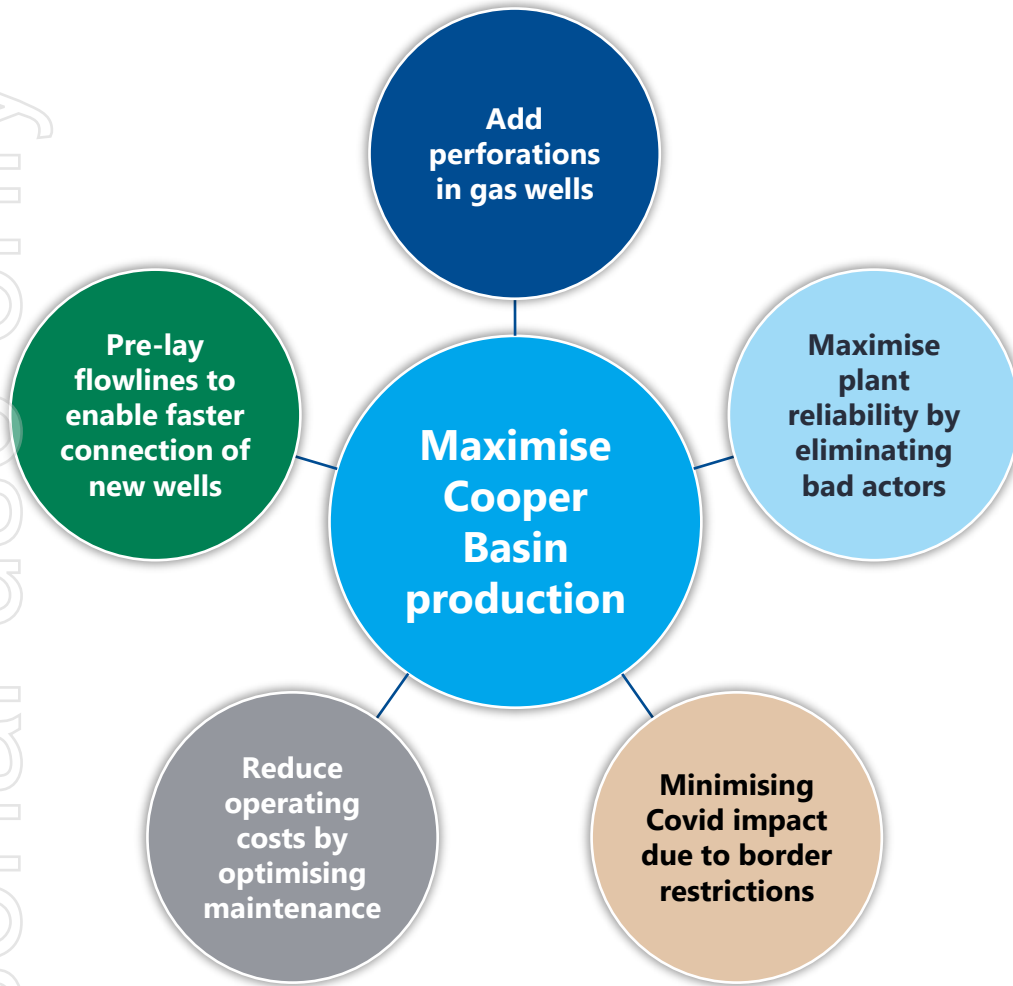 Add
perforations
in gas wells
Maximise
plant
reliability by
eliminating
bad actors
Minimising
Covid impact
due to border
restrictions
Reduce
operating
costs by
optimising
maintenance
Pre-lay
flowlines to
enable faster
connection of
new wells
Maximise
Cooper
Basin
production